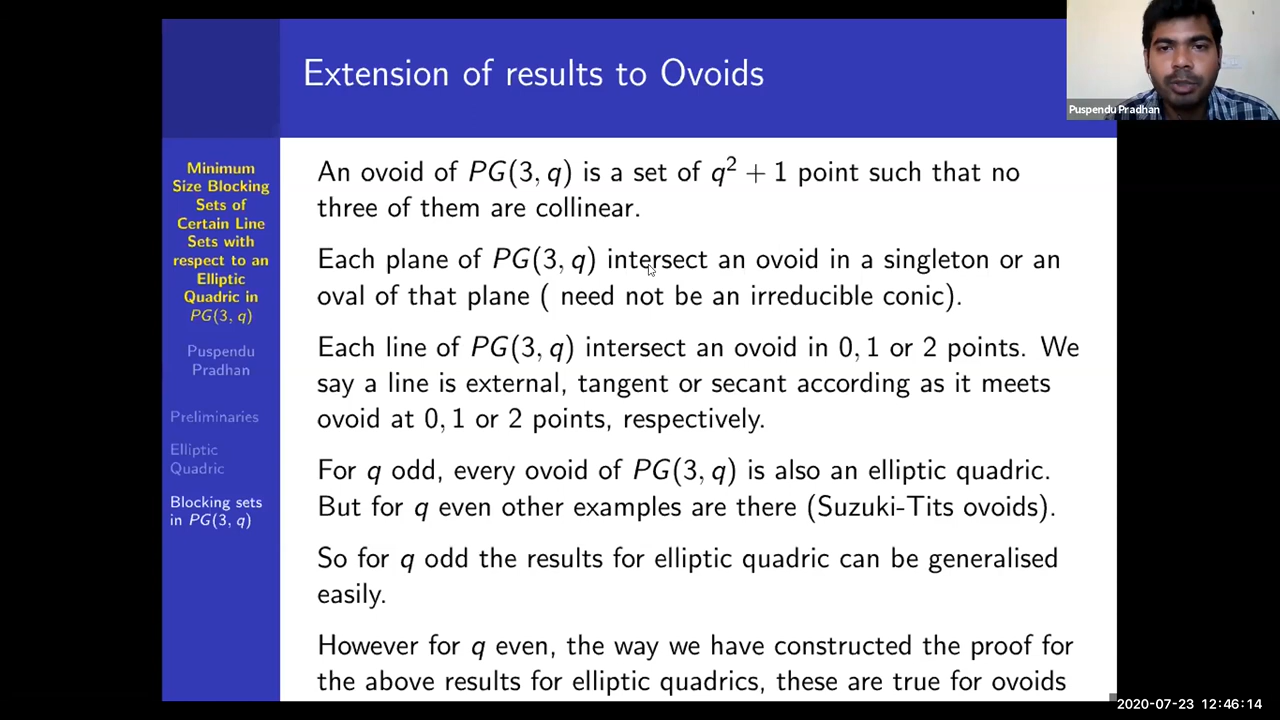 Extension of results to Ovoids
Puspendu Pradhan
Minimum
Size Blocking
Sets of
Certain Line
Sets with
respect to an
Elliptic
Quadric in
PG(3, q)
Puspendu
Pradhan
Preliminaries
Elliptic
Quadric
Blocking sets
in PG(3, q)
An ovoid of PG(3, q) is a set of q² + 1 point such that no
three of them are collinear.
Each plane of PG(3, q) intersect an ovoid in a singleton or an
oval of that plane ( need not be an irreducible conic).
Each line of PG(3, q) intersect an ovoid in 0, 1 or 2 points. We
say a line is external, tangent or secant according as it meets
ovoid at 0, 1 or 2 points, respectively.
For q odd, every ovoid of PG(3, q) is also an elliptic quadric.
But for q even other examples are there (Suzuki-Tits ovoids).
So for q odd the results for elliptic quadric can be generalised
easily.
However for q even, the way we have constructed the proof for
the above results for elliptic quadrics, these are true for ovoids
2020-07-23 12:46:14